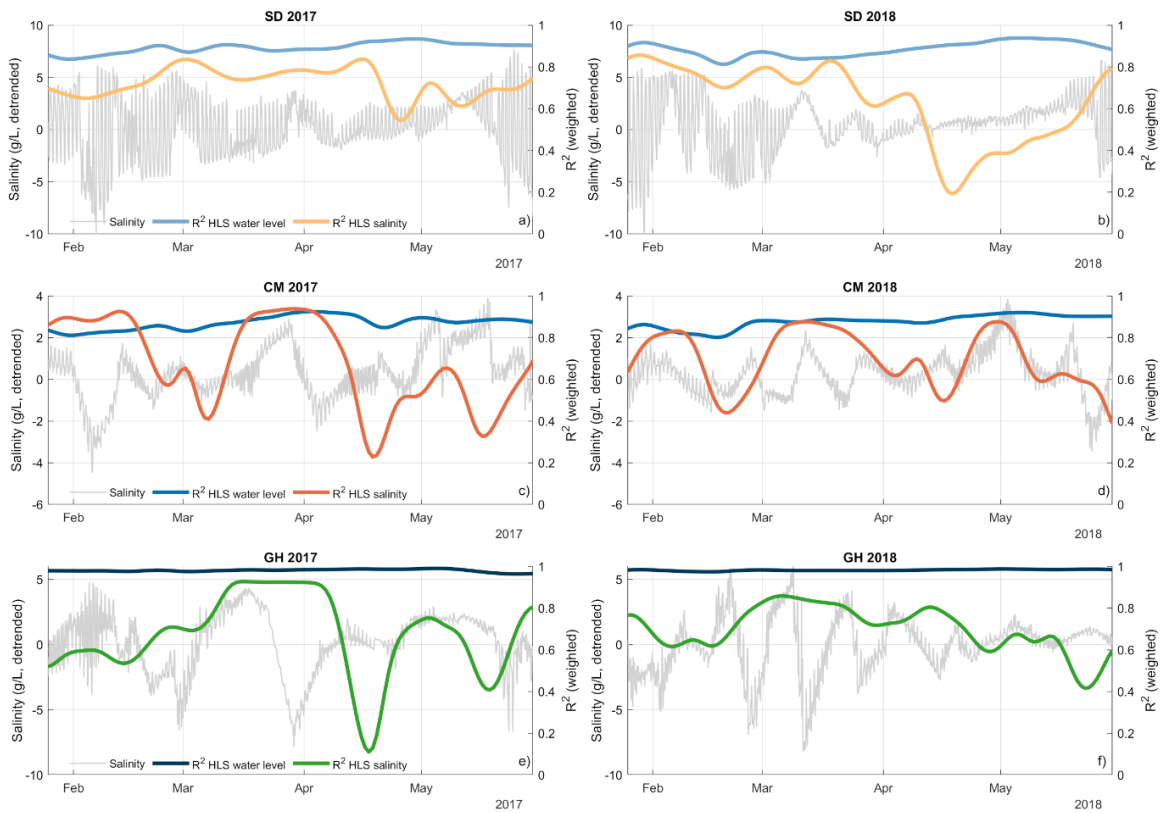 SD 2017
10
5
0
-5
-10
Salinity (g/L, detrended)
1
0.8
0.6
0.4
0.2
0
R² (weighted)
Salinity R² HLS water level R² HLS salinity
a)
Feb Mar Apr May
2017
SD 2018
10
5
0
-5
-10
Salinity (g/L, detrended)
1
0.8
0.6
0.4
0.2
0
R² (weighted)
b)
Feb Mar Apr May
2018
CM 2017
4
2
0
-2
-4
-6
Salinity (g/L, detrended)
1
0.8
0.6
0.4
0.2
0
R² (weighted)
Salinity R² HLS water level R² HLS salinity
c)
Feb Mar Apr May
2017
CM 2018
4
2
0
-2
-4
-6
Salinity (g/L, detrended)
1
0.8
0.6
0.4
0.2
0
R² (weighted)
d)
Feb Mar Apr May
2018
GH 2017
5
0
-5
-10
Salinity (g/L, detrended)
1
0.8
0.6
0.4
0.2
0
R² (weighted)
Salinity R² HLS water level R² HLS salinity
e)
Feb Mar Apr May
2017
GH 2018
5
0
-5
-10
Salinity (g/L, detrended)
1
0.8
0.6
0.4
0.2
0
R² (weighted)
f)
Feb Mar Apr May
2018